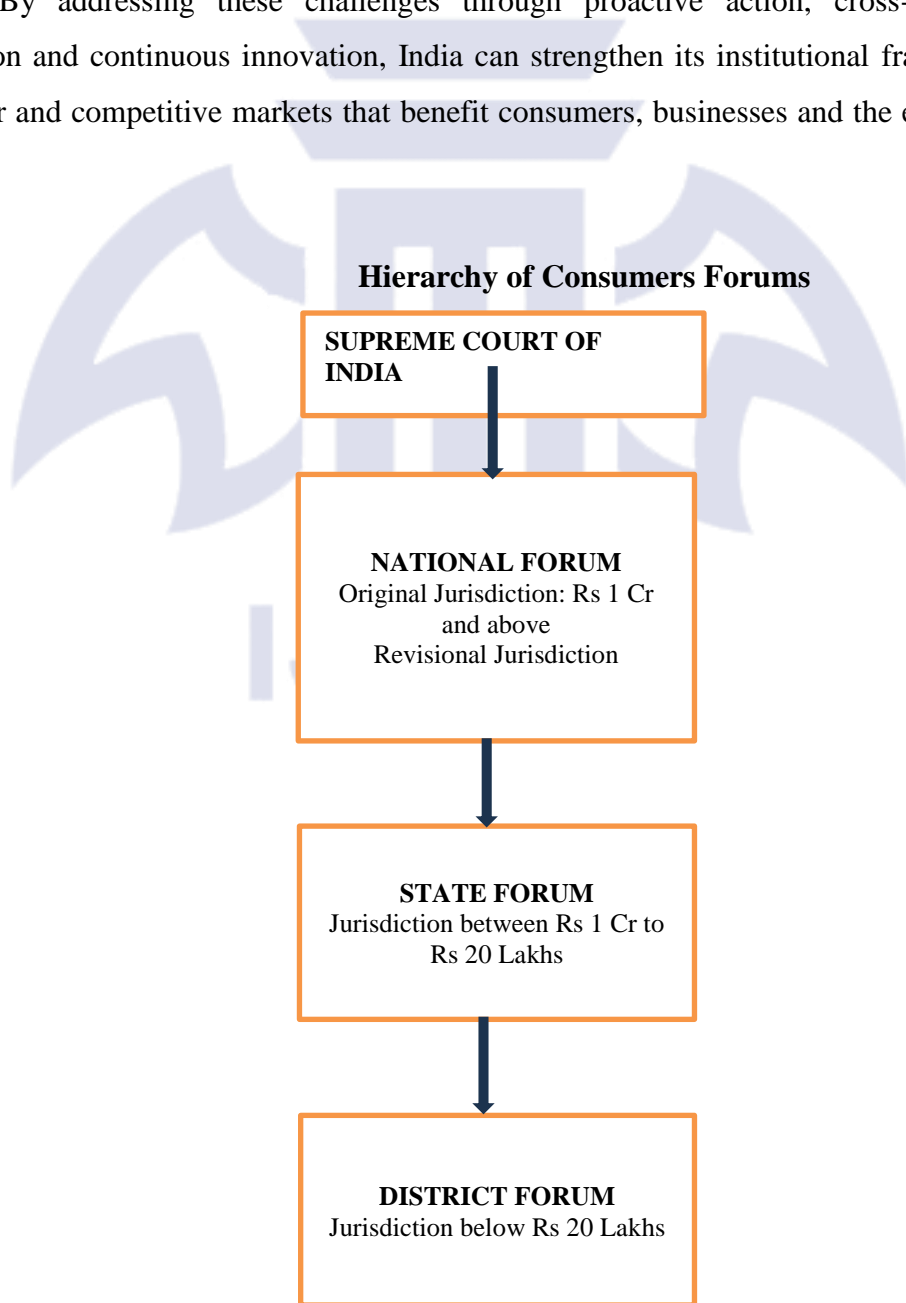 By addressing these challenges through proactive action, cross-
on and continuous innovation, India can strengthen its institutional fra
r and competitive markets that benefit consumers, businesses and the e
Hierarchy of Consumers Forums
SUPREME COURT OF
INDIA
NATIONAL FORUM
Original Jurisdiction: Rs 1 Cr
and above
Revisional Jurisdiction
STATE FORUM
Jurisdiction between Rs 1 Cr to
Rs 20 Lakhs
DISTRICT FORUM
Jurisdiction below Rs 20 Lakhs